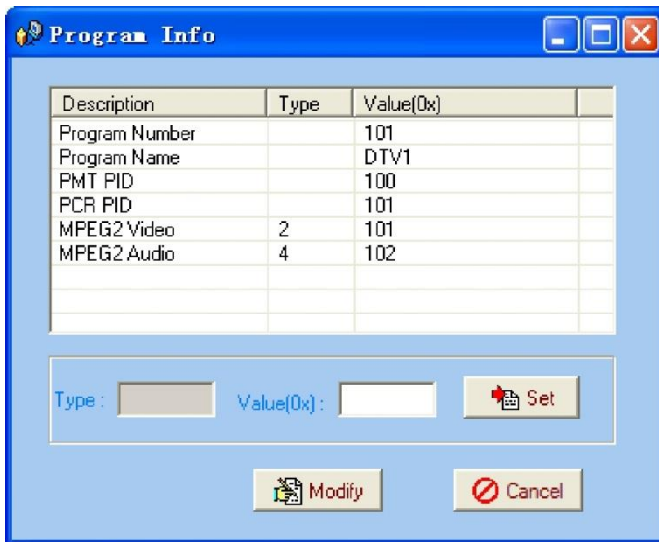 Program Info
Description Type Value(0x)
Program Number 101
Program Name DTV1
PMT PID 100
PCR PID 101
MPEG2 Video 2 101
MPEG2 Audio 4 102
Type : Value(0x) : Set
Modify Cancel